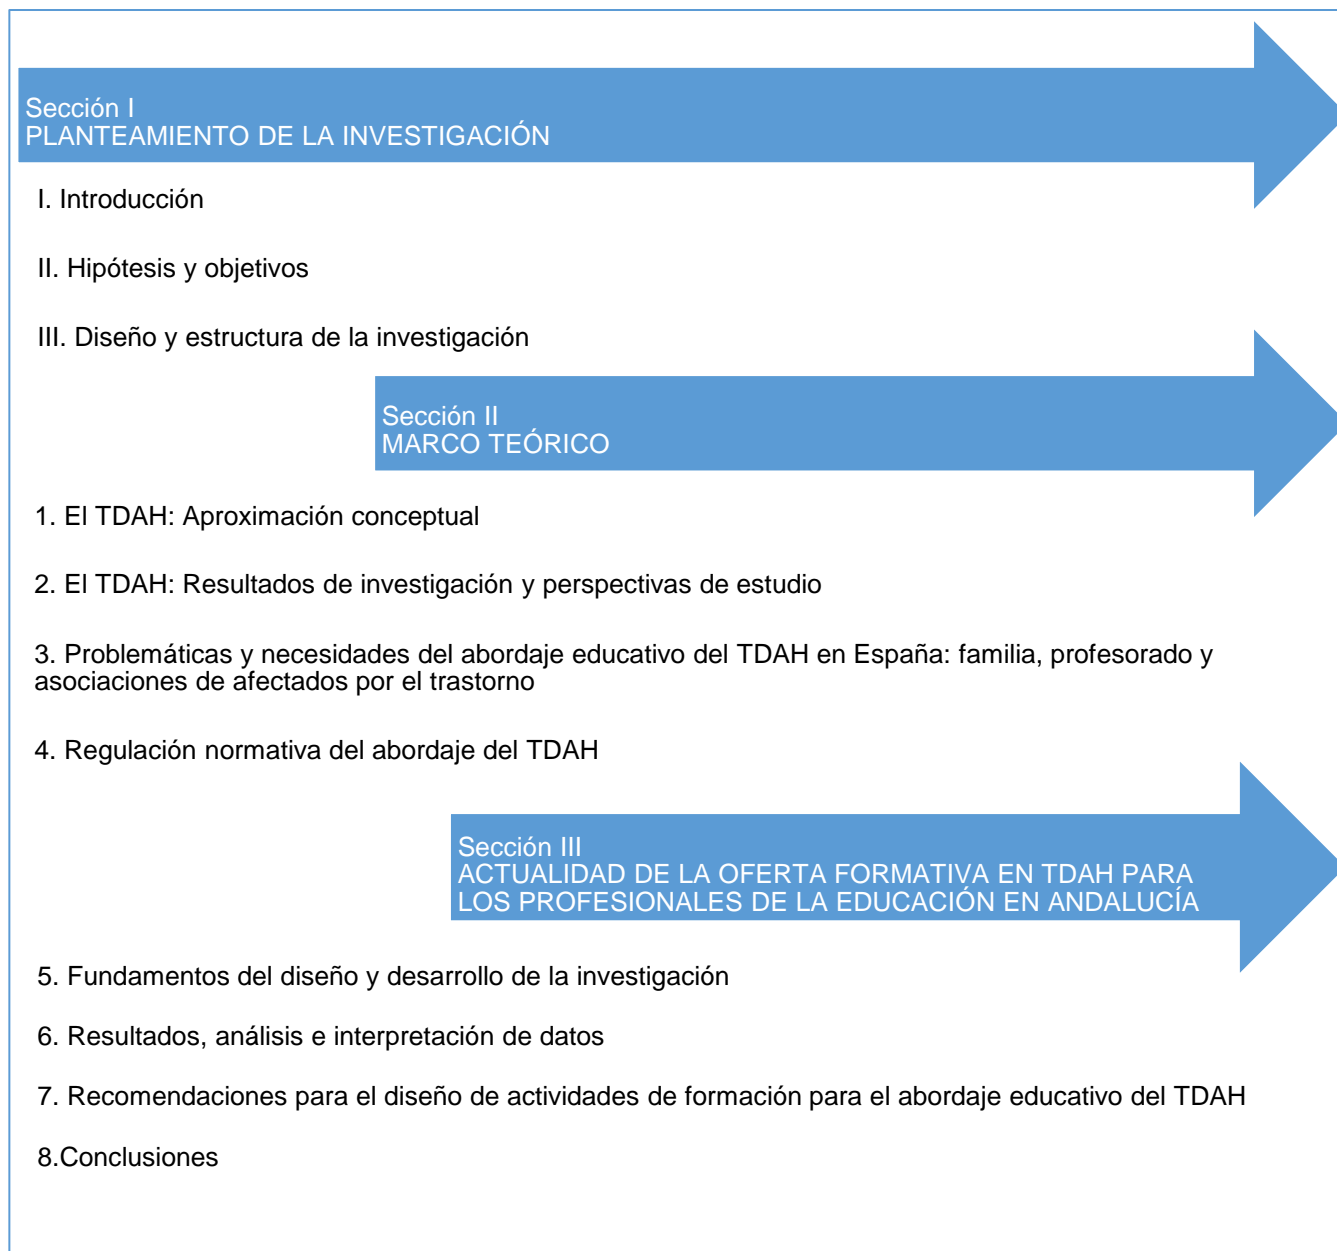 Sección I
PLANTEAMIENTO DE LA INVESTIGACIÓN
I. Introducción
II. Hipótesis y objetivos
III. Diseño y estructura de la investigación
Sección II
MARCO TEÓRICO
1. El TDAH: Aproximación conceptual
2. El TDAH: Resultados de investigación y perspectivas de estudio
3. Problemáticas y necesidades del abordaje educativo del TDAH en España: familia, profesorado y
asociaciones de afectados por el trastorno
4. Regulación normativa del abordaje del TDAH
Sección III
ACTUALIDAD DE LA OFERTA FORMATIVA EN TDAH PARA
LOS PROFESIONALES DE LA EDUCACIÓN EN ANDALUCÍA
5. Fundamentos del diseño y desarrollo de la investigación
6. Resultados, análisis e interpretación de datos
7. Recomendaciones para el diseño de actividades de formación para el abordaje educativo del TDAH
8.Conclusiones